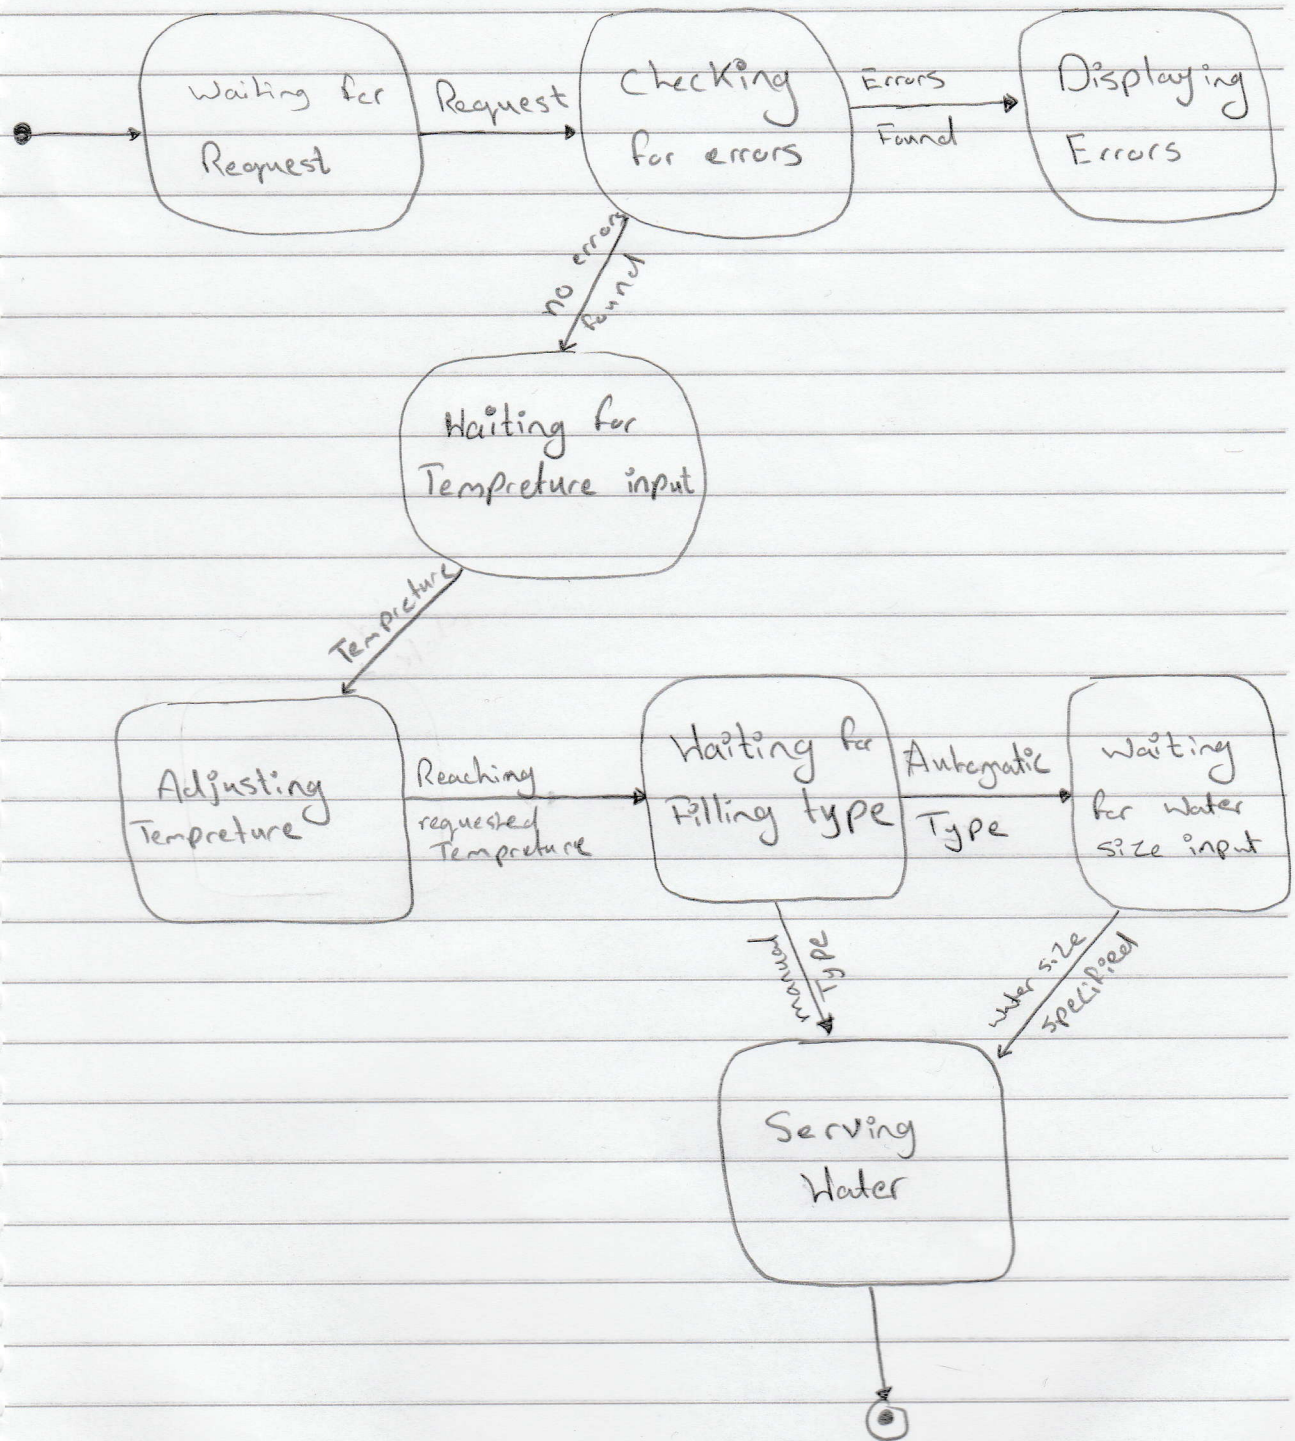 Waiting for
Request
Request
Checking
for errors
Errors
Found
Displaying
Errors
no errors
found
Waiting for
Tempreture input
Tempreture
Adjusting
Tempreture
Reaching
requested
Tempreture
Waiting for
Filling type
Automatic
Type
Waiting
for water
size input
manual
Type
water size
specified
Serving
Water